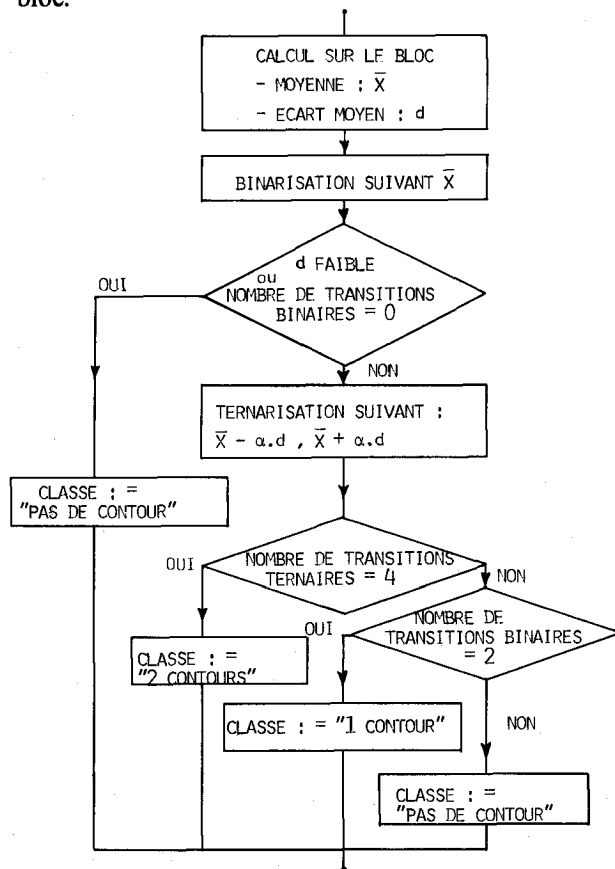 bloc.
CALCUL SUR LE BLOC
- MOYENNE : X̅
- ECART MOYEN : d
BINARISATION SUIVANT X̅
d FAIBLE
ou
NOMBRE DE TRANSITIONS
BINAIRES = 0
OUI
NON
TERNARISATION SUIVANT :
X̅ - α.d , X̅ + α.d
CLASSE : =
"PAS DE CONTOUR"
NOMBRE DE TRANSITIONS
TERNAIRES = 4
OUI
NON
NOMBRE DE
TRANSITIONS BINAIRES
= 2
OUI
CLASSE : =
"2 CONTOURS"
CLASSE : = "1 CONTOUR"
NON
CLASSE : =
"PAS DE CONTOUR"